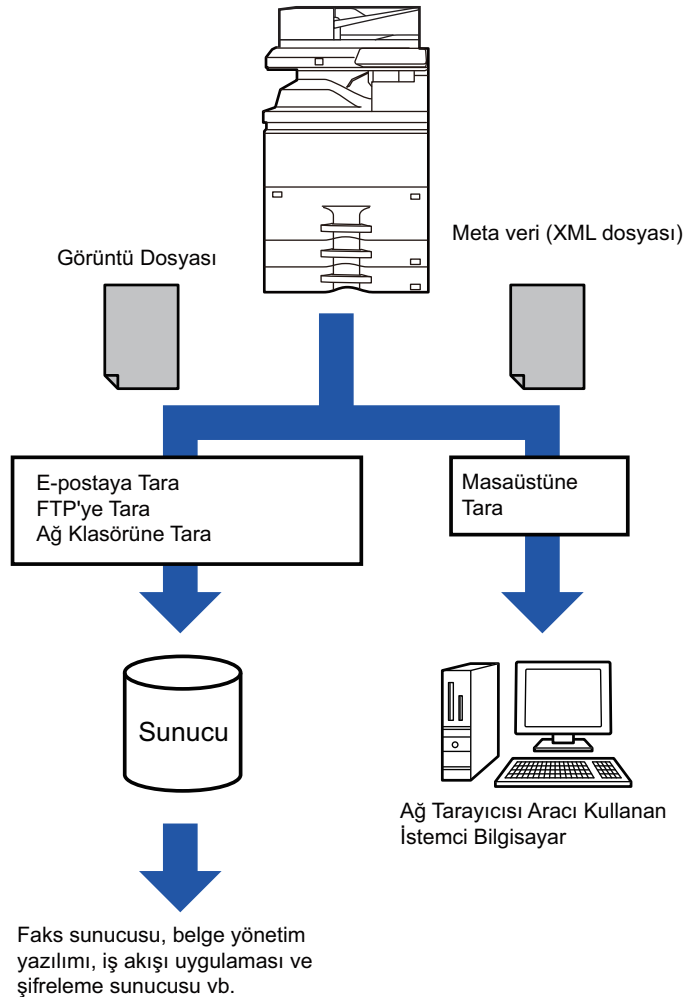 Görüntü Dosyası
Meta veri (XML dosyası)
E-postaya Tara
FTP'ye Tara
Ağ Klasörüne Tara
Masaüstüne
Tara
Sunucu
Ağ Tarayıcısı Aracı Kullanan
İstemci Bilgisayar
Faks sunucusu, belge yönetim
yazılımı, iş akışı uygulaması ve
şifreleme sunucusu vb.